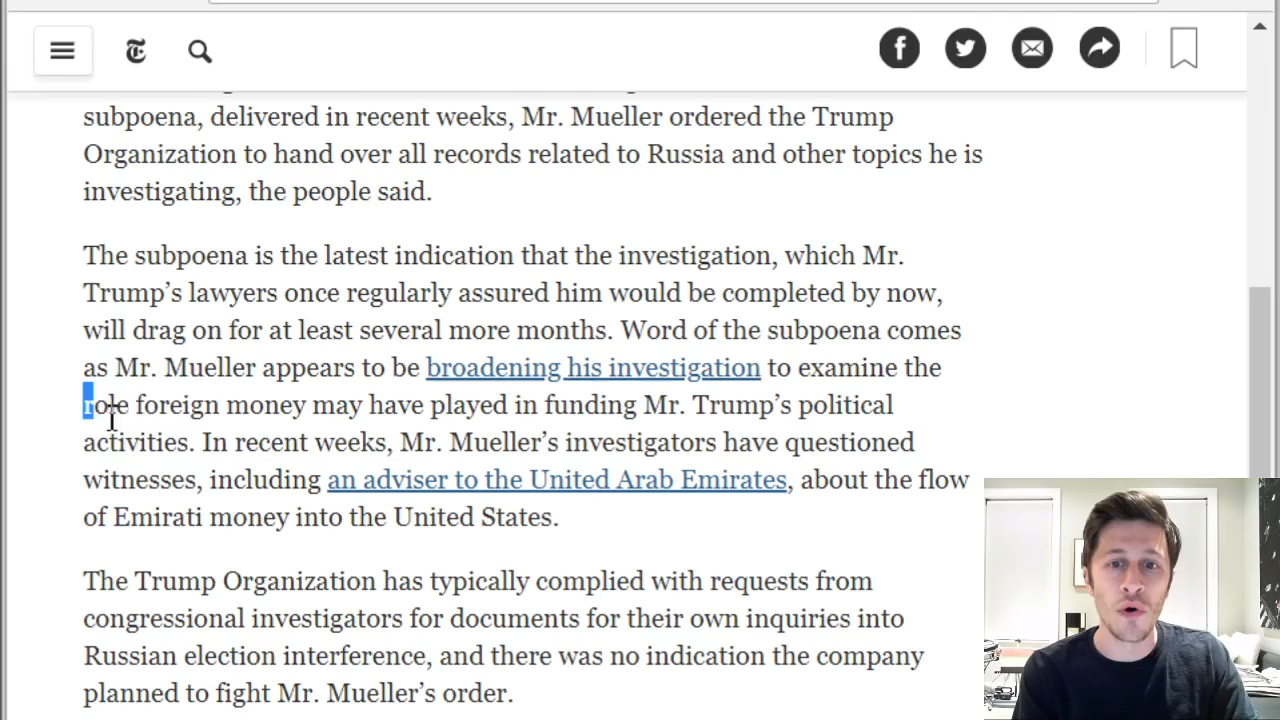 subpoena, delivered in recent weeks, Mr. Mueller ordered the Trump
Organization to hand over all records related to Russia and other topics he is
investigating, the people said.
The subpoena is the latest indication that the investigation, which Mr.
Trump’s lawyers once regularly assured him would be completed by now,
will drag on for at least several more months. Word of the subpoena comes
as Mr. Mueller appears to be broadening his investigation to examine the
role foreign money may have played in funding Mr. Trump’s political
activities. In recent weeks, Mr. Mueller’s investigators have questioned
witnesses, including an adviser to the United Arab Emirates, about the flow
of Emirati money into the United States.
The Trump Organization has typically complied with requests from
congressional investigators for documents for their own inquiries into
Russian election interference, and there was no indication the company
planned to fight Mr. Mueller’s order.